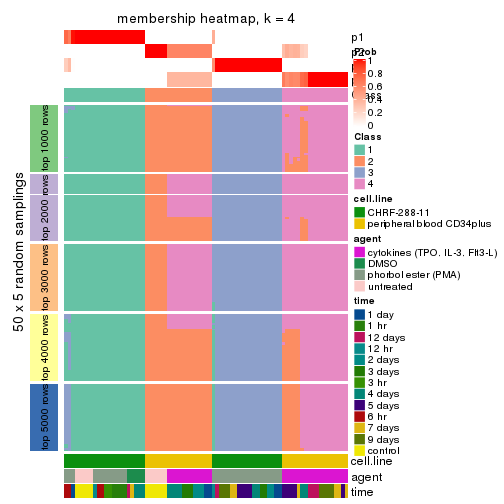 membership heatmap, k = 4
p1
p2
Prob
1
0.8
0.6
0.4
0.2
0
Class
1
2
3
4
cell.line
CHRF-288-11
peripheral blood CD34plus
agent
cytokines (TPO, IL-3, Flt3-L)
DMSO
phorbol ester (PMA)
untreated
time
1 day
1 hr
12 days
12 hr
2 days
3 days
3 hr
4 days
5 days
6 hr
7 days
9 days
control
50 x 5 random samplings
top 1000 rows
top 2000 rows
top 3000 rows
top 4000 rows
top 5000 rows
cell.line
agent
time